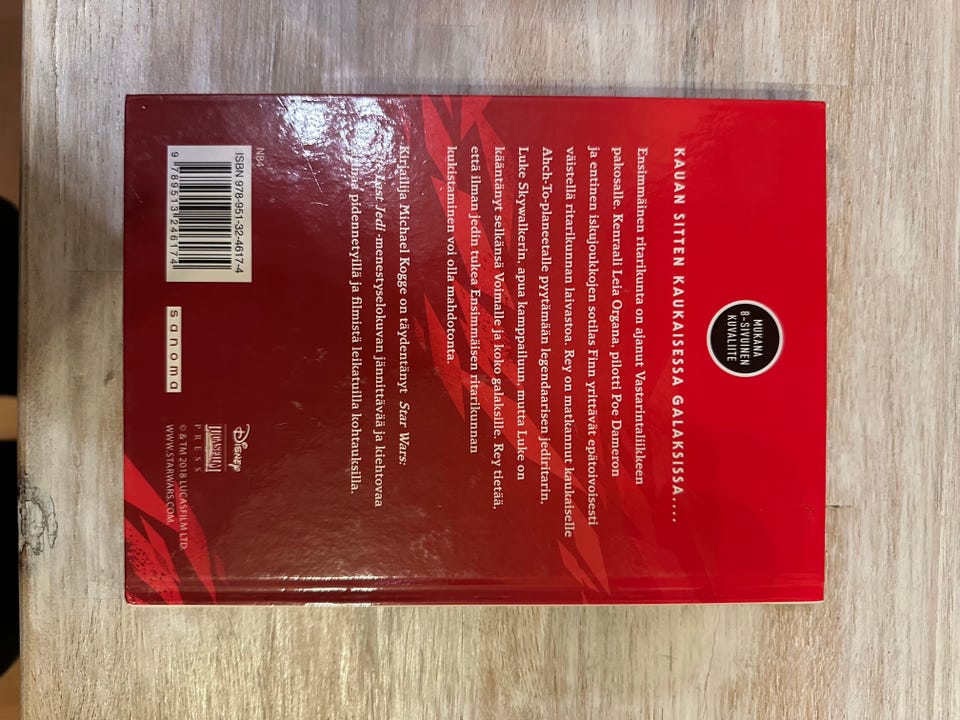 KAUAN SITTEN KAUKAISESSA GALAKSISSA....
MUKANA
8-SIVUINEN
KUVALIITE
Ensimmäinen ritarikunta on ajanut Vastarintaliikkeen
pakosalle. Kenraali Leia Organa, pilotti Poe Dameron
ja entinen iskujoukkojen sotilas Finn yrittävät epätoivoisesti
väistellä ritarikunnan laivastoa. Rey on matkannut kaukaiselle
Ahch-To-planeetalle pyytämään legendaarisen jediritarin,
Luke Skywalkerin, apua kamppailuun, mutta Luke on
kääntänyt selkänsä Voimalle ja koko galaksille. Rey tietää,
että ilman jedin tukea Ensimmäisen ritarikunnan
kukistaminen voi olla mahdotonta.
Kirjailija Michael Kogge on täydentänyt Star Wars:
Jedi -menestyselokuvan jännittävää ja kiehtovaa
pidennetyillä ja filmistä leikatuilla kohtauksilla.
N84
ISBN 978-951-32-4617-4
9 789513 246174
sanoma
Disney
LUCASFILM
PRESS
© & TM 2018 LUCASFILM LTD.
WWW.STARWARS.COM